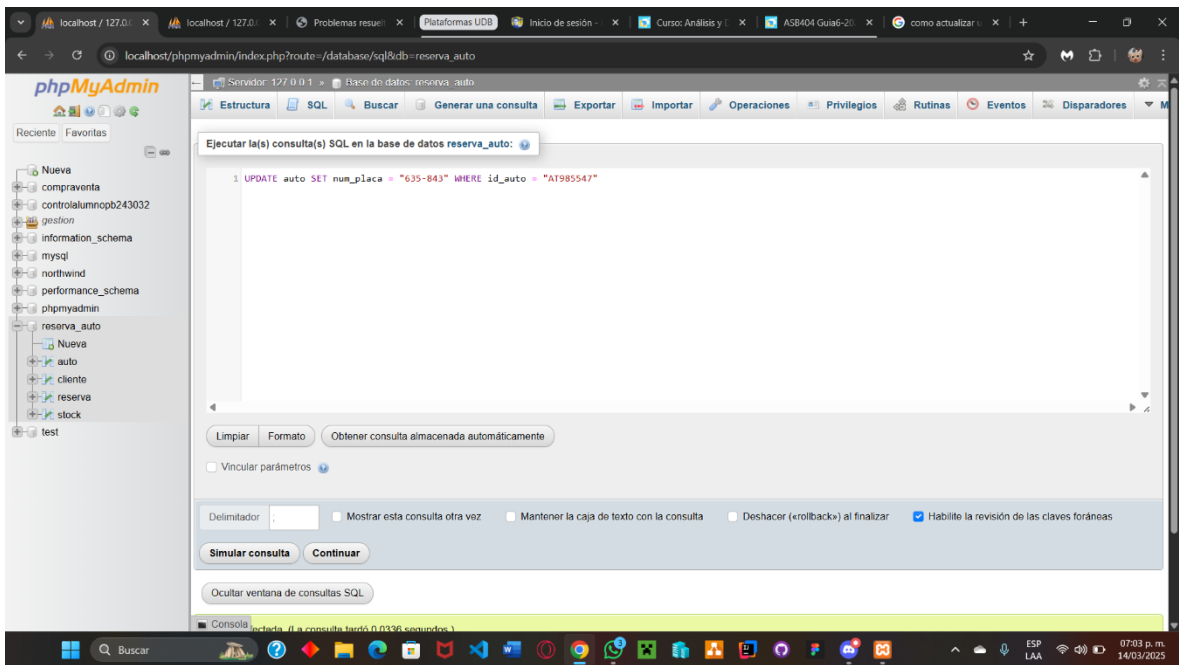 localhost / 127.0.
localhost / 127.0.
Problemas resuel
Plataformas UDB
Inicio de sesión -
Curso: Análisis y
ASB404 Guia6-20
como actualizar
localhost/phpmyadmin/index.php?route=/database/sql&db=reserva_auto
phpMyAdmin
Reciente Favoritas
Nueva
compraventa
controlalumnopb243032
gestion
information_schema
mysql
northwind
performance_schema
phpmyadmin
reserva_auto
Nueva
auto
cliente
reserva
stock
test
Servidor: 127.0.0.1 » Base de datos: reserva_auto
Estructura SQL Buscar Generar una consulta Exportar Importar Operaciones Privilegios Rutinas Eventos Disparadores M
Ejecutar la(s) consulta(s) SQL en la base de datos reserva_auto:
1 UPDATE auto SET num_placa = "635-843" WHERE id_auto = "AT985547"
Limpiar Formato Obtener consulta almacenada automáticamente
Vincular parámetros
Delimitador ; Mostrar esta consulta otra vez Mantener la caja de texto con la consulta Deshacer («rollback») al finalizar Habilite la revisión de las claves foráneas
Simular consulta Continuar
Ocultar ventana de consultas SQL
Consola
(La consulta tardó 0,0336 segundos.)
Buscar
ESP
LAA
07:03 p. m.
14/03/2025